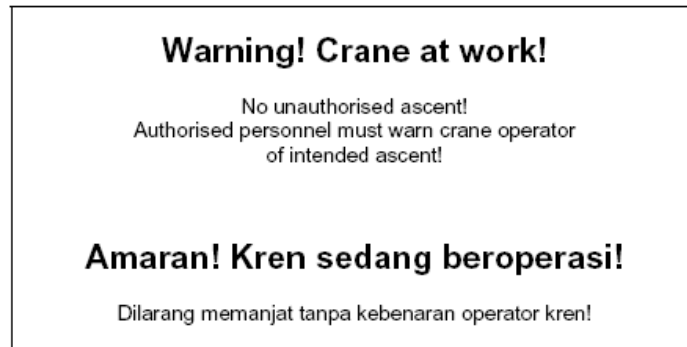 Warning! Crane at work!
No unauthorised ascent!
Authorised personnel must warn crane operator
of intended ascent!
Amaran! Kren sedang beroperasi!
Dilarang memanjat tanpa kebenaran operator kren!